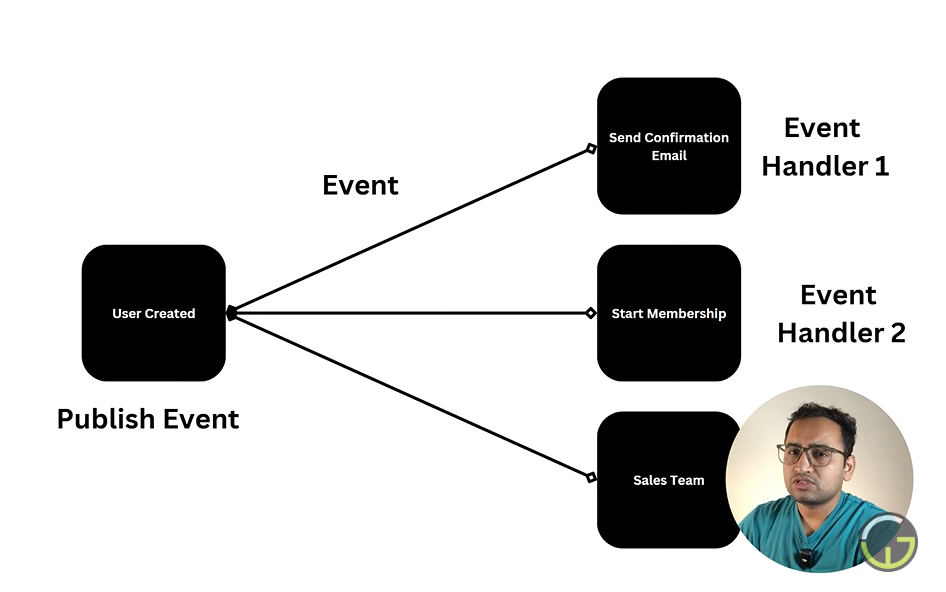 Send Confirmation
Email
Event
Handler 1
Event
User Created
Start Membership
Event
Handler 2
Publish Event
Sales Team